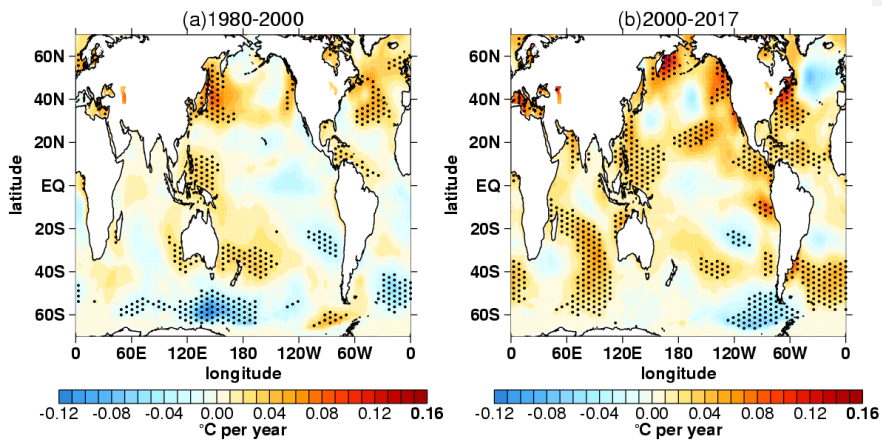 (a)1980-2000
60N
40N
20N
EQ
20S
40S
60S
latitude
0 60E 120E 180 120W 60W 0
longitude
-0.12 -0.08 -0.04 0.00 0.04 0.08 0.12 0.16
°C per year
(b)2000-2017
60N
40N
20N
EQ
20S
40S
60S
latitude
0 60E 120E 180 120W 60W 0
longitude
-0.12 -0.08 -0.04 0.00 0.04 0.08 0.12 0.16
°C per year